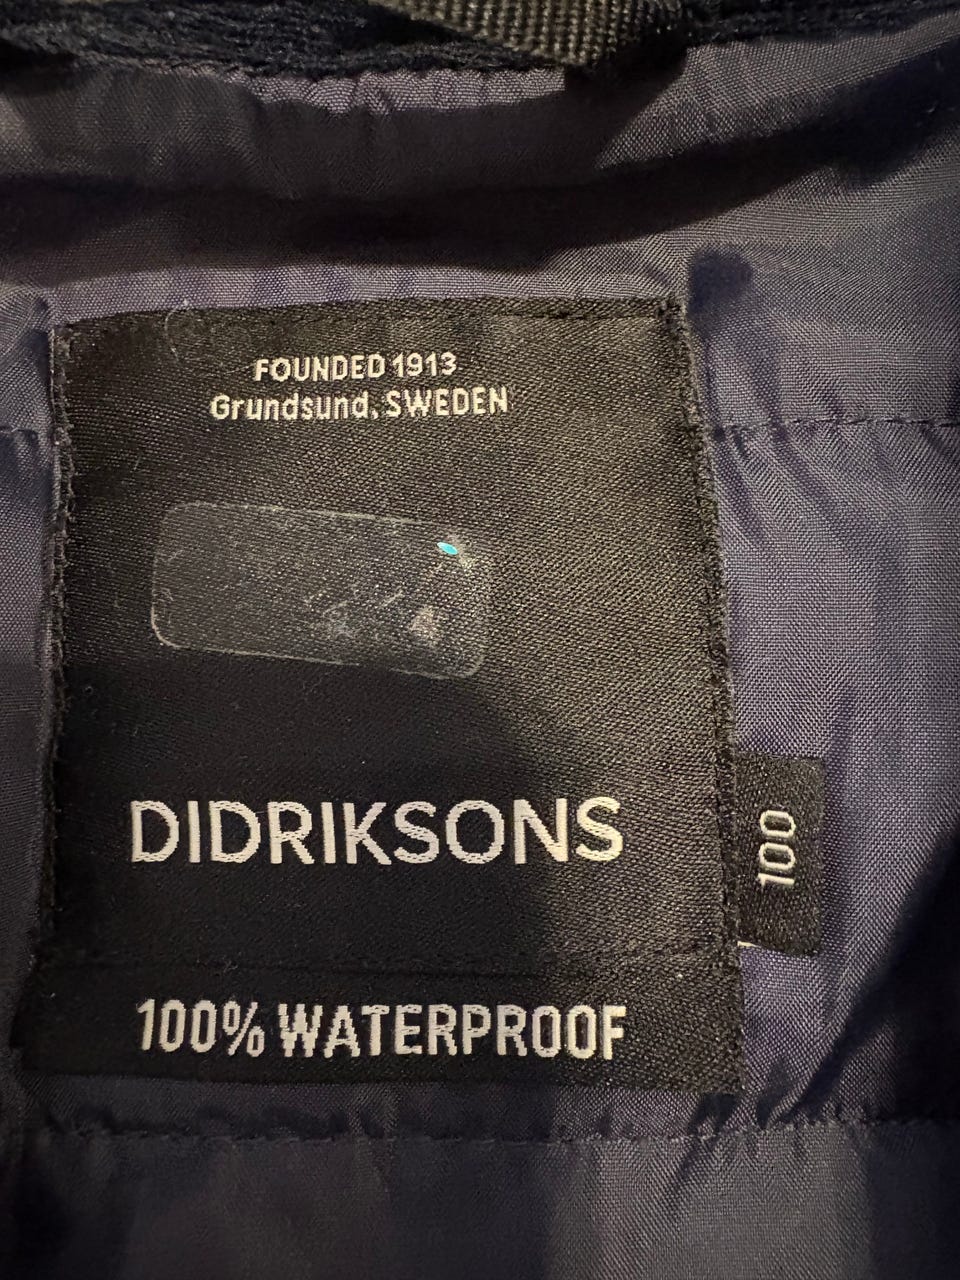 FOUNDED 1913
Grundsund, SWEDEN
DIDRIKSONS
100
100% WATERPROOF